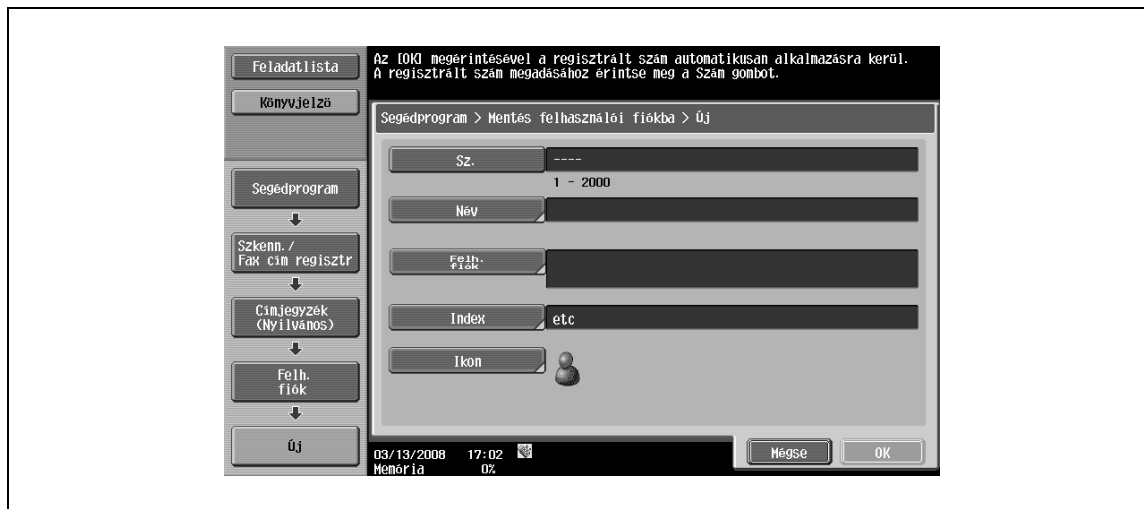 Feladatlista
Könyvjelző
Segédprogram
Szkenn./
Fax cím regisztr
Címjegyzék
(Nyilvános)
Felh.
fiók
Új
Az [OK] megérintésével a regisztrált szám automatikusan alkalmazásra kerül.
A regisztrált szám megadásához érintse meg a Szám gombot.
Segédprogram > Mentés felhasználói fiókba > Új
Sz. ----
1 - 2000
Név
Felh.
fiók
Index etc
Ikon
03/13/2008 17:02
Memória 0%
Mégse OK